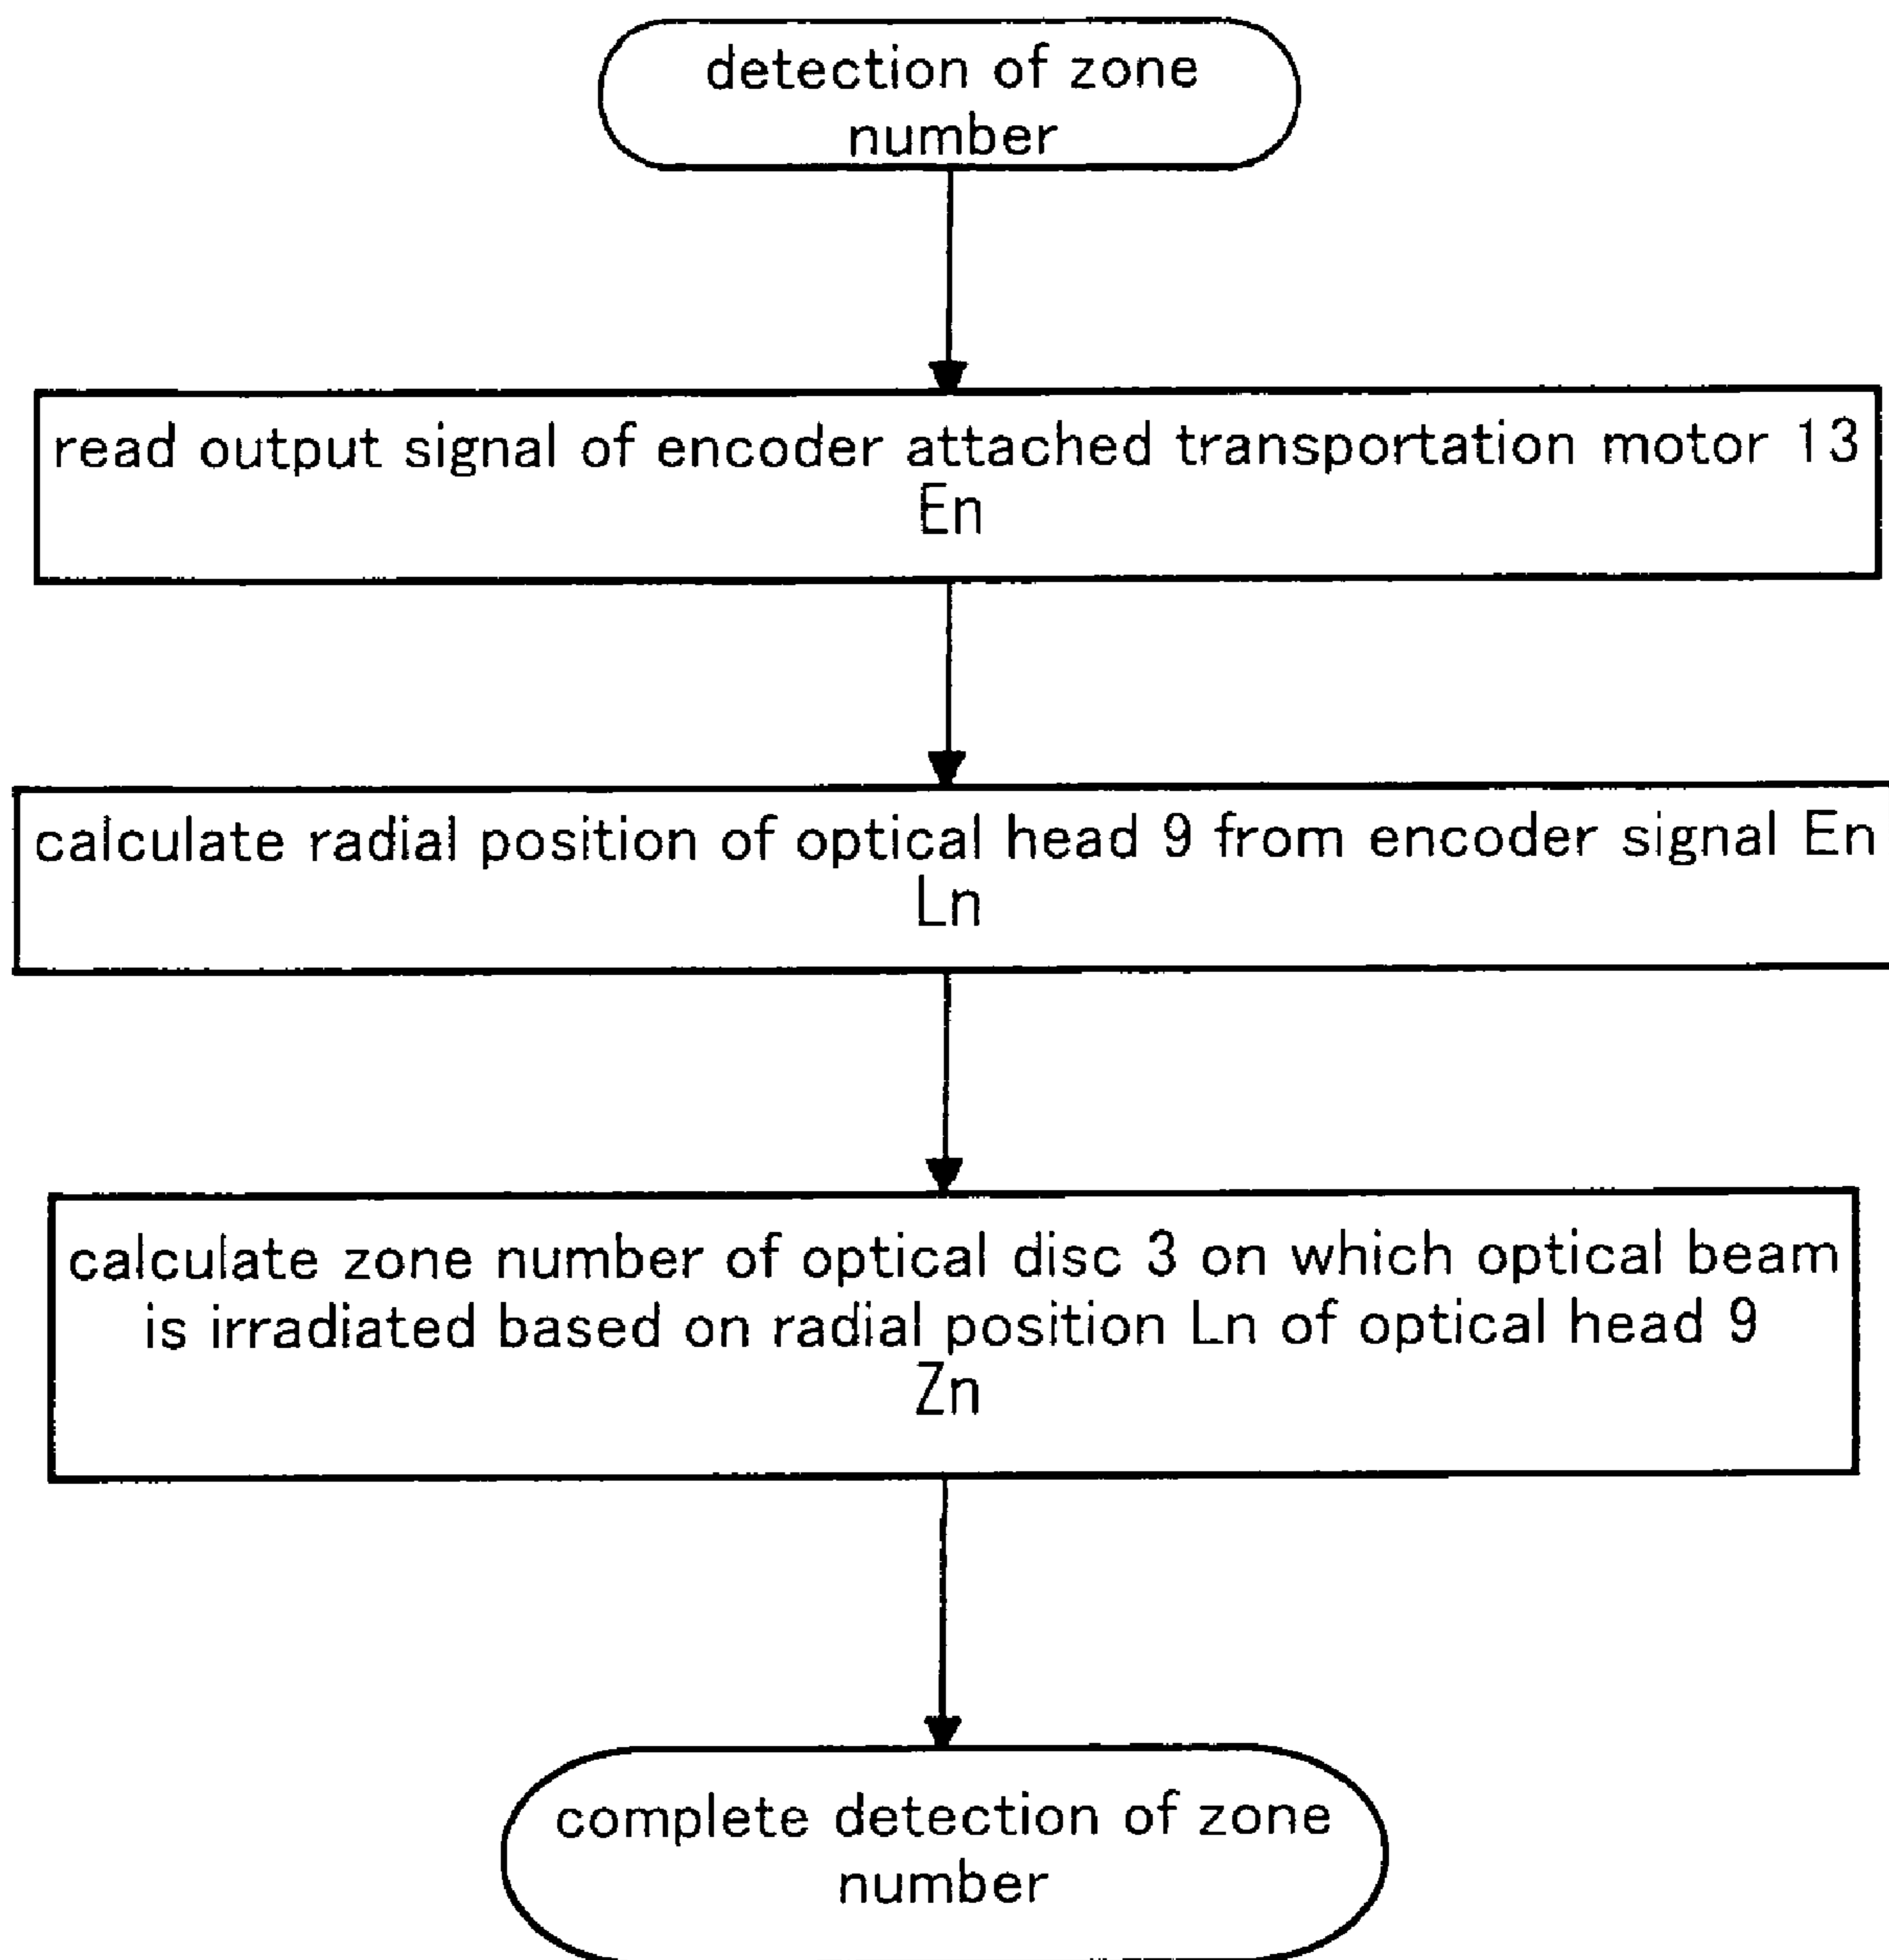 detection of zone
number
read output signal of encoder attached transportation motor 13
En
calculate radial position of optical head 9 from encoder signal En
Ln
calculate zone number of optical disc 3 on which optical beam
is irradiated based on radial position Ln of optical head 9
Zn
complete detection of zone
number